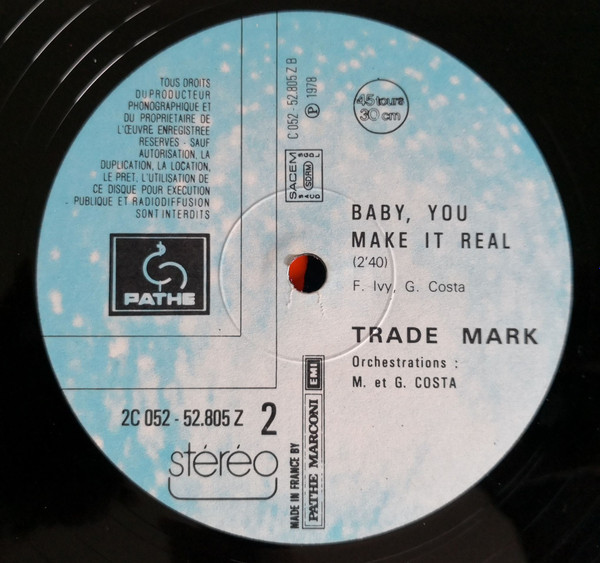 TOUS DROITS
DU PRODUCTEUR
PHONOGRAPHIQUE ET
DU PROPRIETAIRE DE
L'ŒUVRE ENREGISTREE
RESERVES - SAUF
AUTORISATION, LA
DUPLICATION, LA LOCATION,
LE PRET, L'UTILISATION DE
CE DISQUE POUR EXECUTION
PUBLIQUE ET RADIODIFFUSION
SONT INTERDITS
PATHE
2C 052 - 52.805 Z 2
stéréo
C 052 - 52.805 Z B
Ⓟ 1978
SACEM
SDRM
MADE IN FRANCE BY
PATHE MARCONI EMI
45 tours
30 cm
BABY, YOU
MAKE IT REAL
(2'40)
F. Ivy, G. Costa
TRADE MARK
Orchestrations :
M. et G. COSTA